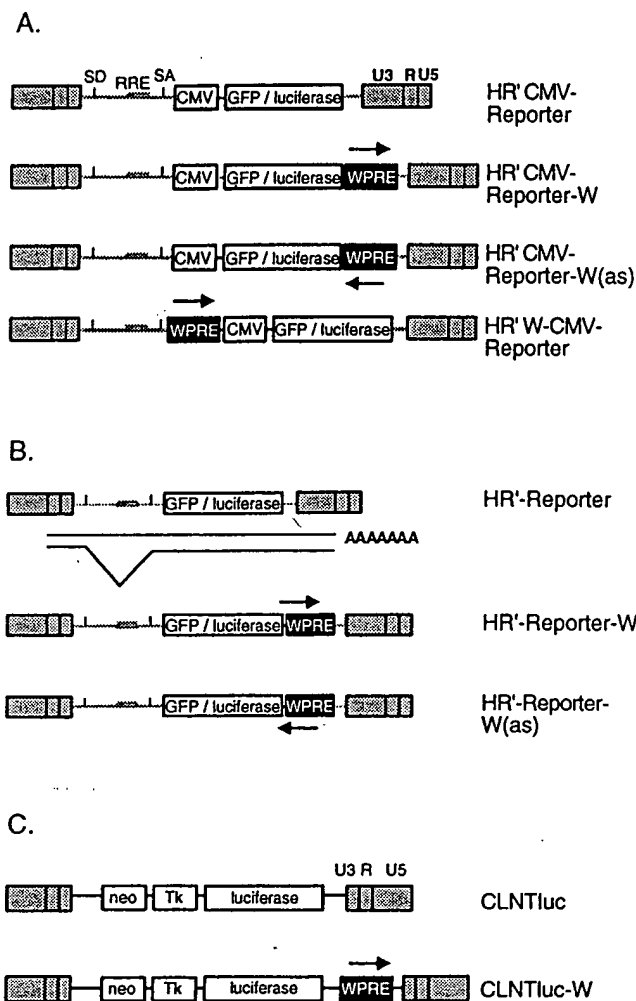 A.
SD RRE SA U3 R U5
CMV GFP / luciferase
HR' CMV-
Reporter
CMV GFP / luciferase WPRE
HR' CMV-
Reporter-W
CMV GFP / luciferase WPRE
HR' CMV-
Reporter-W(as)
WPRE CMV GFP / luciferase
HR' W-CMV-
Reporter
B.
GFP / luciferase
HR'-Reporter
AAAAAAA
GFP / luciferase WPRE
HR'-Reporter-W
GFP / luciferase WPRE
HR'-Reporter-
W(as)
C.
U3 R U5
neo Tk luciferase
CLNTluc
neo Tk luciferase WPRE
CLNTluc-W